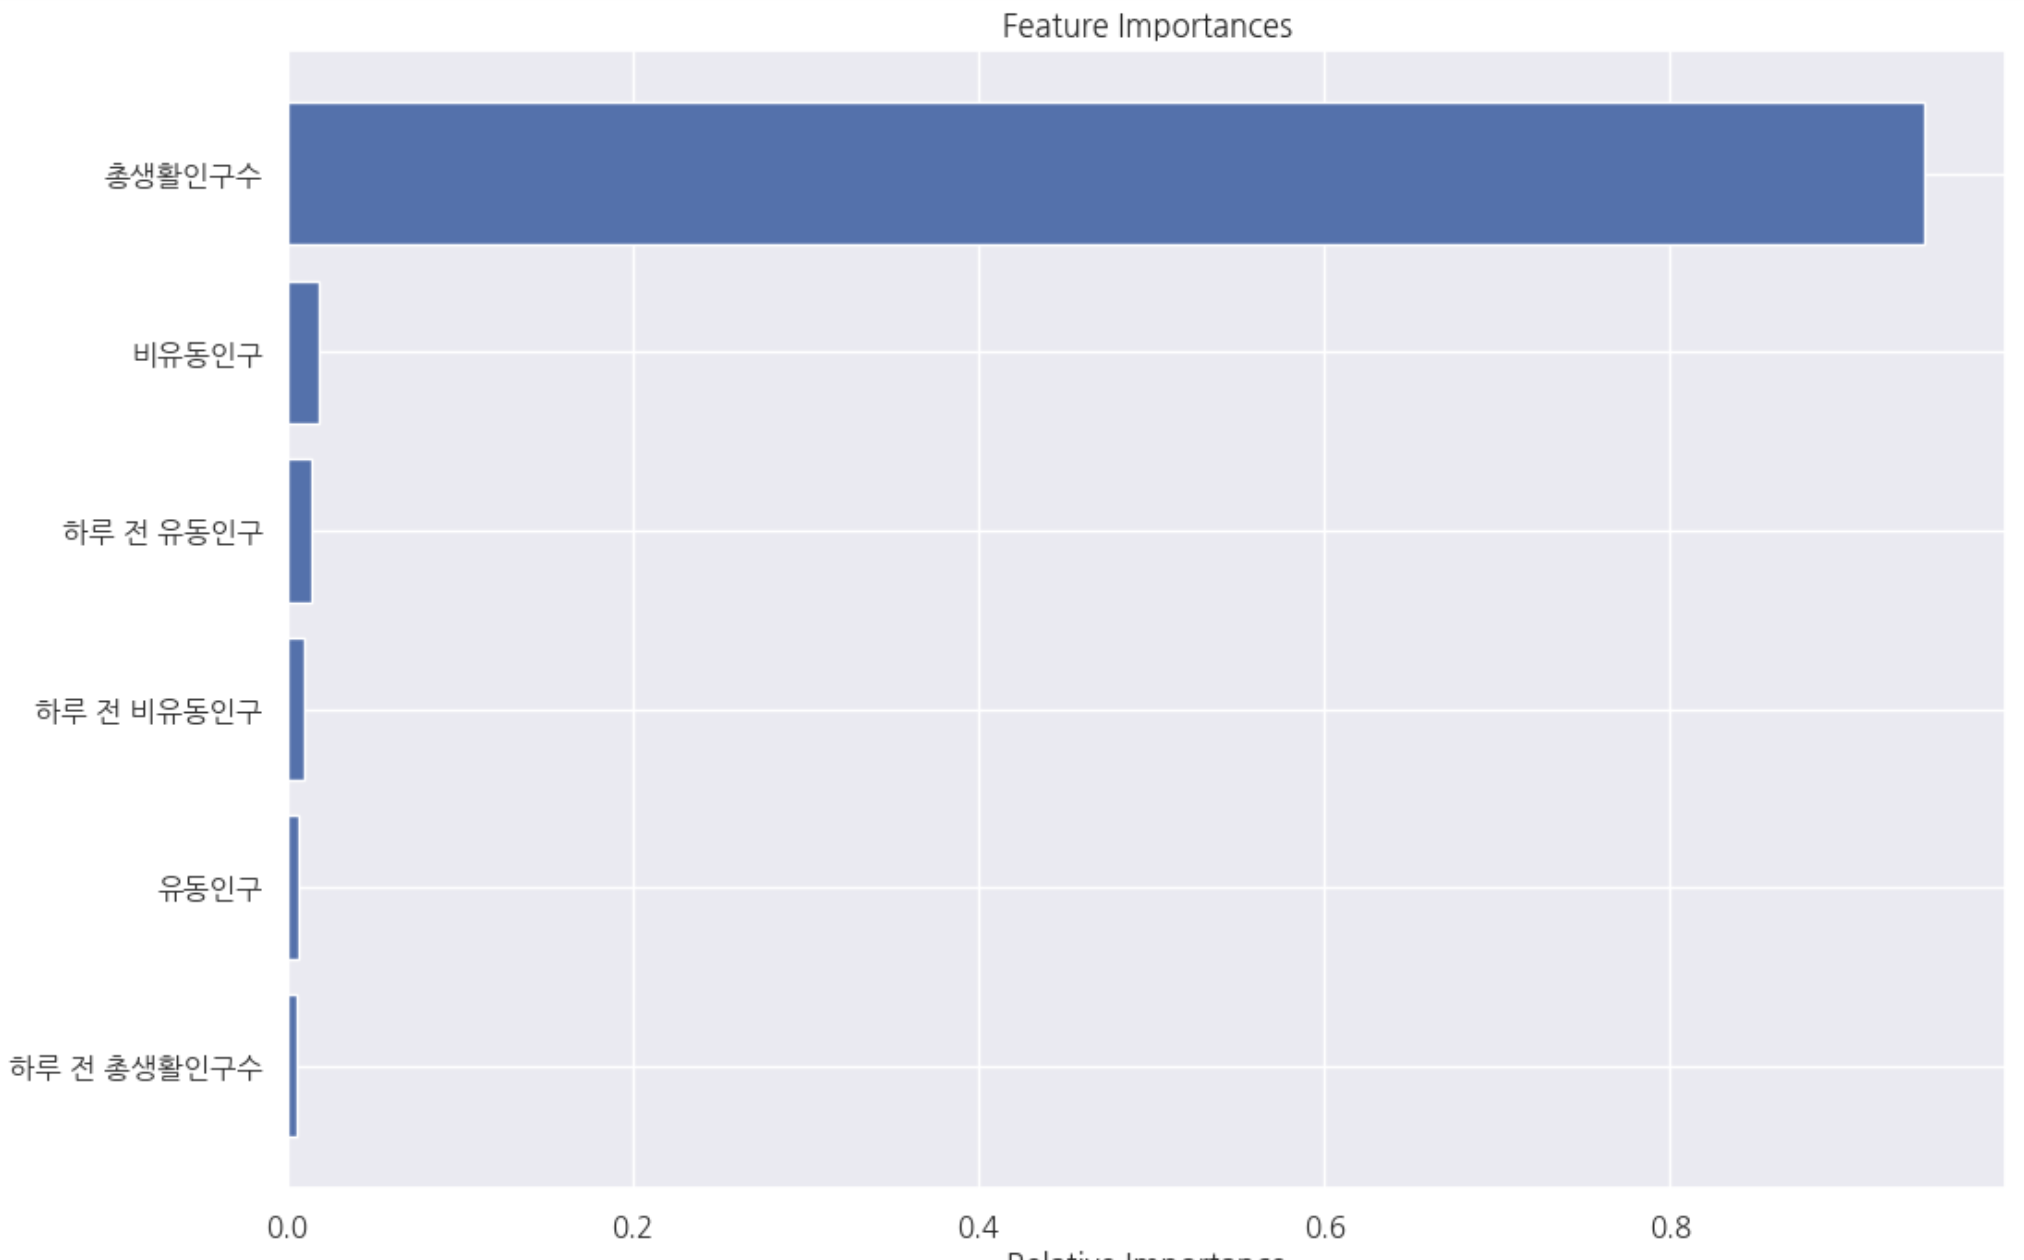 Feature Importances
총생활인구수
비유동인구
하루 전 유동인구
하루 전 비유동인구
유동인구
하루 전 총생활인구수
0.0 0.2 0.4 0.6 0.8
Relative Importance